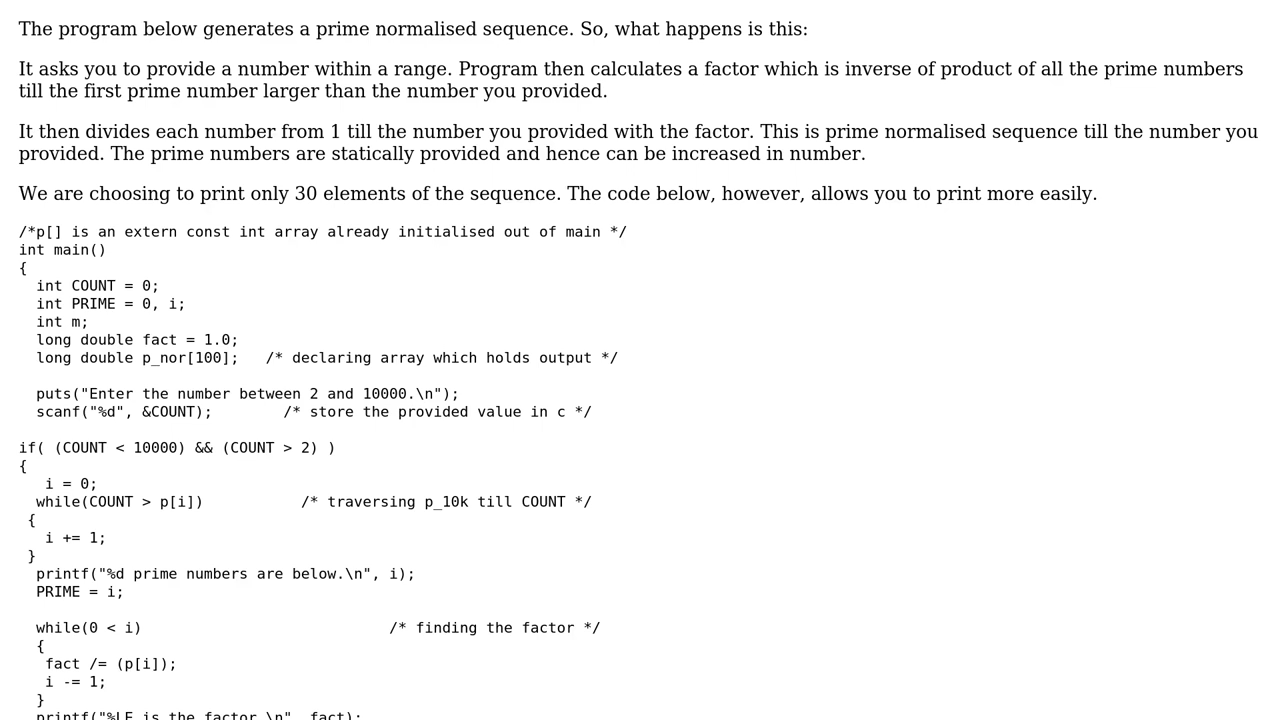 The program below generates a prime normalised sequence. So, what happens is this:
It asks you to provide a number within a range. Program then calculates a factor which is inverse of product of all the prime numbers
till the first prime number larger than the number you provided.
It then divides each number from 1 till the number you provided with the factor. This is prime normalised sequence till the number you
provided. The prime numbers are statically provided and hence can be increased in number.
We are choosing to print only 30 elements of the sequence. The code below, however, allows you to print more easily.
/*p[] is an extern const int array already initialised out of main */
int main()
{
  int COUNT = 0;
  int PRIME = 0, i;
  int m;
  long double fact = 1.0;
  long double p_nor[100];   /* declaring array which holds output */
  puts("Enter the number between 2 and 10000.\n");
  scanf("%d", &COUNT);        /* store the provided value in c */
if( (COUNT < 10000) && (COUNT > 2) )
{
   i = 0;
  while(COUNT > p[i])           /* traversing p_10k till COUNT */
 {
   i += 1;
 }
  printf("%d prime numbers are below.\n", i);
  PRIME = i;
  while(0 < i)                            /* finding the factor */
  {
   fact /= (p[i]);
   i -= 1;
  }
  printf("%LE is the factor.\n", fact);